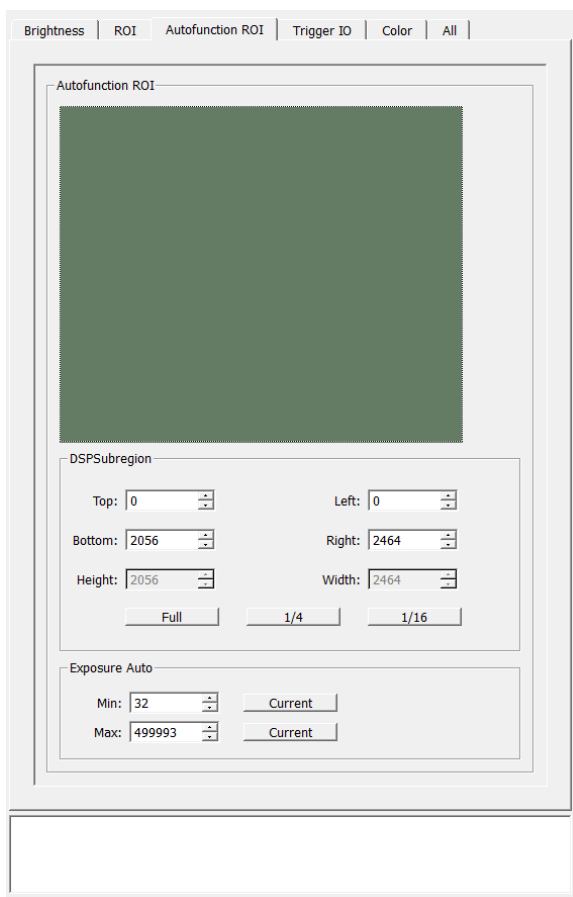 Brightness ROI Autofunction ROI Trigger IO Color All
Autofunction ROI
DSPSubregion
Top: 0 Left: 0
Bottom: 2056 Right: 2464
Height: 2056 Width: 2464
Full 1/4 1/16
Exposure Auto
Min: 32 Current
Max: 499993 Current